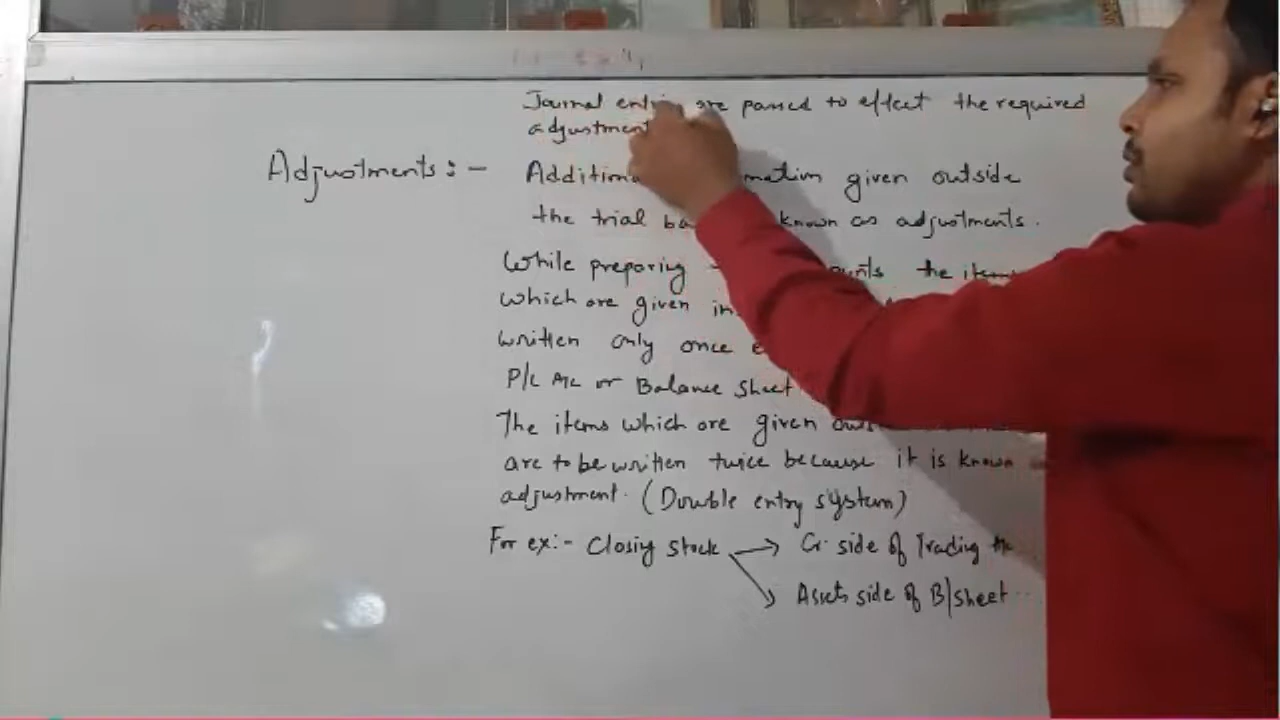 Journal entries are passed to effect the required
adjustment
Adjustments :- Additional given outside
the trial known as adjustments.
While preparing the items
which are given in
written only once
P/L A/c or Balance Sheet
The items which are given
are to be written twice because it is known
adjustment. (Double entry system)
For ex:- Closing stock → Cr. side of Trading
Assets side of B/sheet